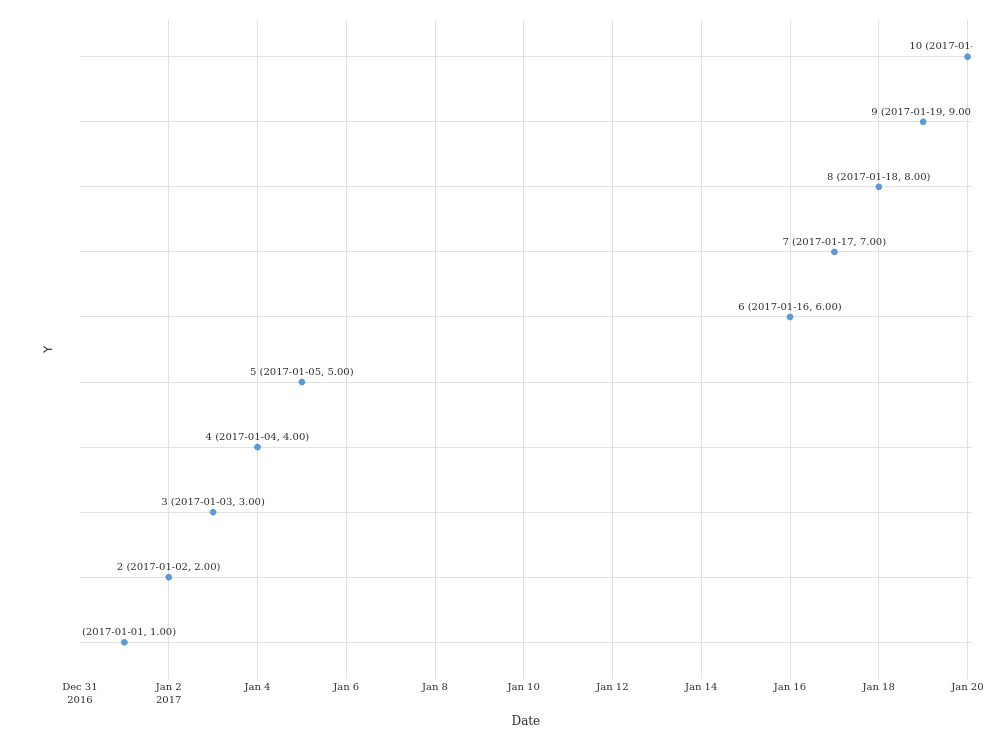 10 (2017-01-
9 (2017-01-19, 9.00
8 (2017-01-18, 8.00)
7 (2017-01-17, 7.00)
6 (2017-01-16, 6.00)
Y
5 (2017-01-05, 5.00)
4 (2017-01-04, 4.00)
3 (2017-01-03, 3.00)
2 (2017-01-02, 2.00)
(2017-01-01, 1.00)
Dec 31 Jan 2 Jan 4 Jan 6 Jan 8 Jan 10 Jan 12 Jan 14 Jan 16 Jan 18 Jan 20
2016 2017
Date